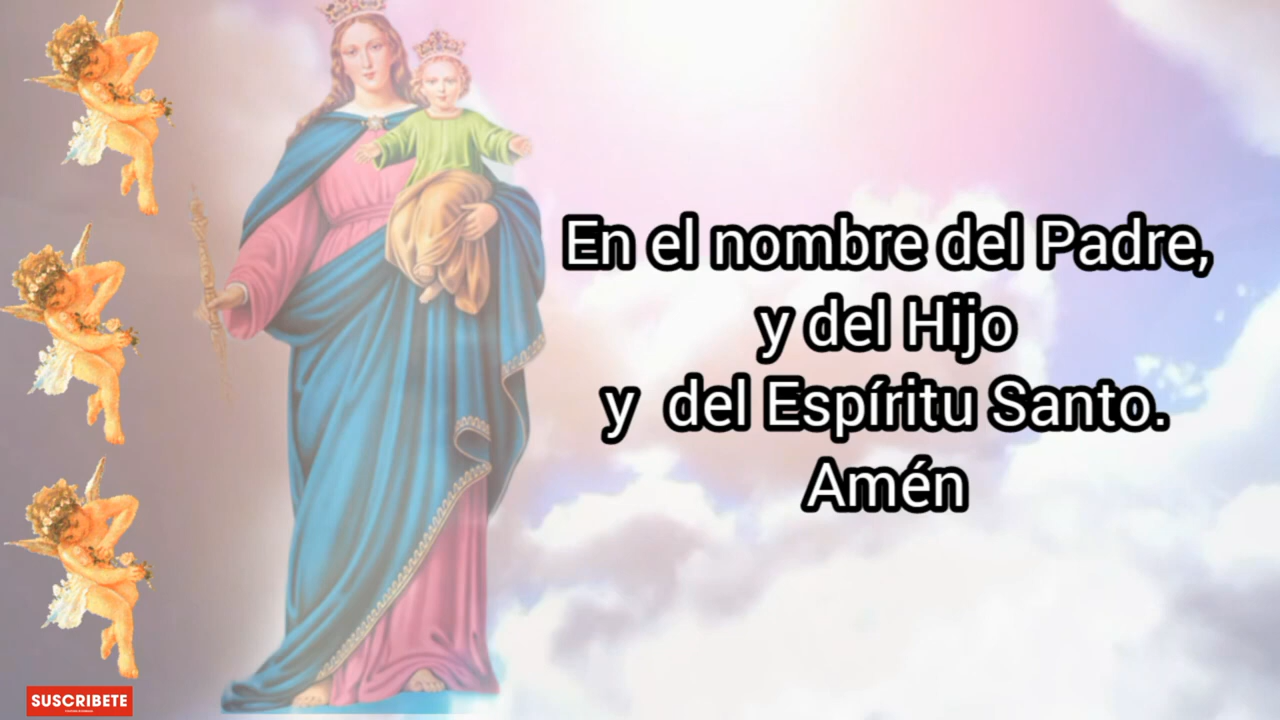 En el nombre del Padre,
y del Hijo
y del Espíritu Santo.
Amén
SUSCRIBETE